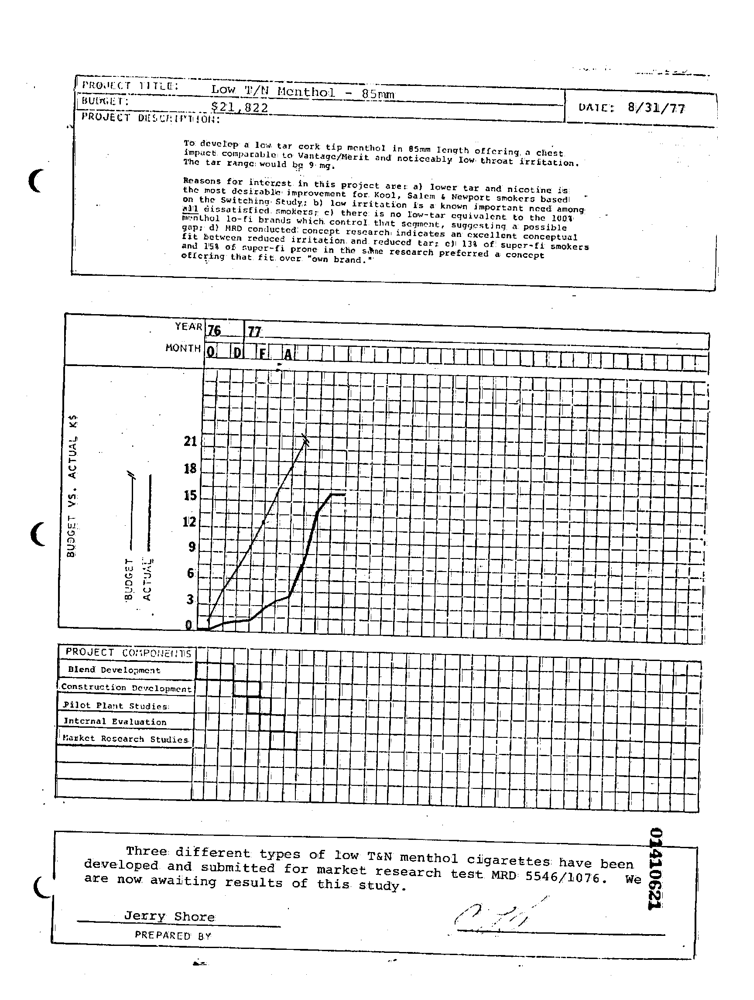 PROJECT TITLE: Low T/N Menthol - 85mm
BUDGET: $21,822
DATE: 8/31/77
PROJECT DESCRIPTION:
To develop a low tar cork tip menthol in 85mm length offering a chest
impact comparable to Vantage/Merit and noticeably low throat irritation.
The tar range would be 9 mg.
Reasons for interest in this project are: a) lower tar and nicotine is
the most desirable improvement for Kool, Salem & Newport smokers based
on the Switching Study; b) low irritation is a known important need among
all dissatisfied smokers; c) there is no low-tar equivalent to the 100%
menthol lo-fi brands which control that segment, suggesting a possible
gap; d) MRD conducted concept research indicates an excellent conceptual
fit between reduced irritation and reduced tar; e) 13% of super-fi smokers
and 15% of super-fi prone in the same research preferred a concept
offering that fit over "own brand."
YEAR 76 77
MONTH O D F A
BUDGET VS. ACTUAL K$
BUDGET
ACTUAL
21
18
15
12
9
6
3
0
PROJECT COMPONENTS
Blend Development
Construction Development
Pilot Plant Studies
Internal Evaluation
Market Research Studies
Three different types of low T&N menthol cigarettes have been
developed and submitted for market research test MRD 5546/1076. We
are now awaiting results of this study.
Jerry Shore
PREPARED BY
01410621